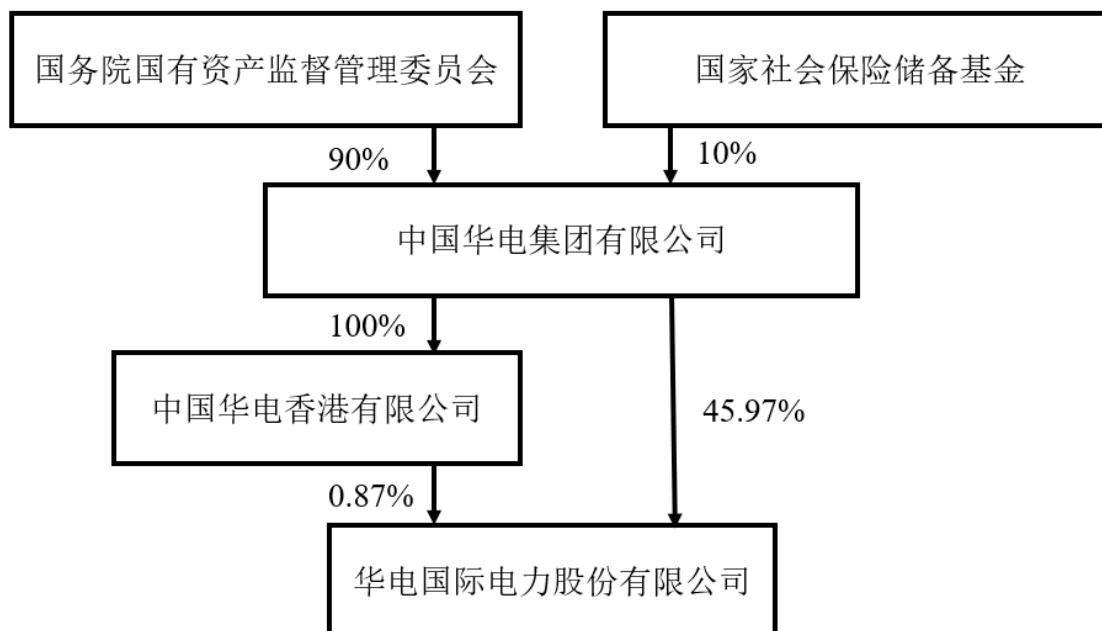 国务院国有资产监督管理委员会
国家社会保险储备基金
90%
10%
中国华电集团有限公司
100%
中国华电香港有限公司
45.97%
0.87%
华电国际电力股份有限公司